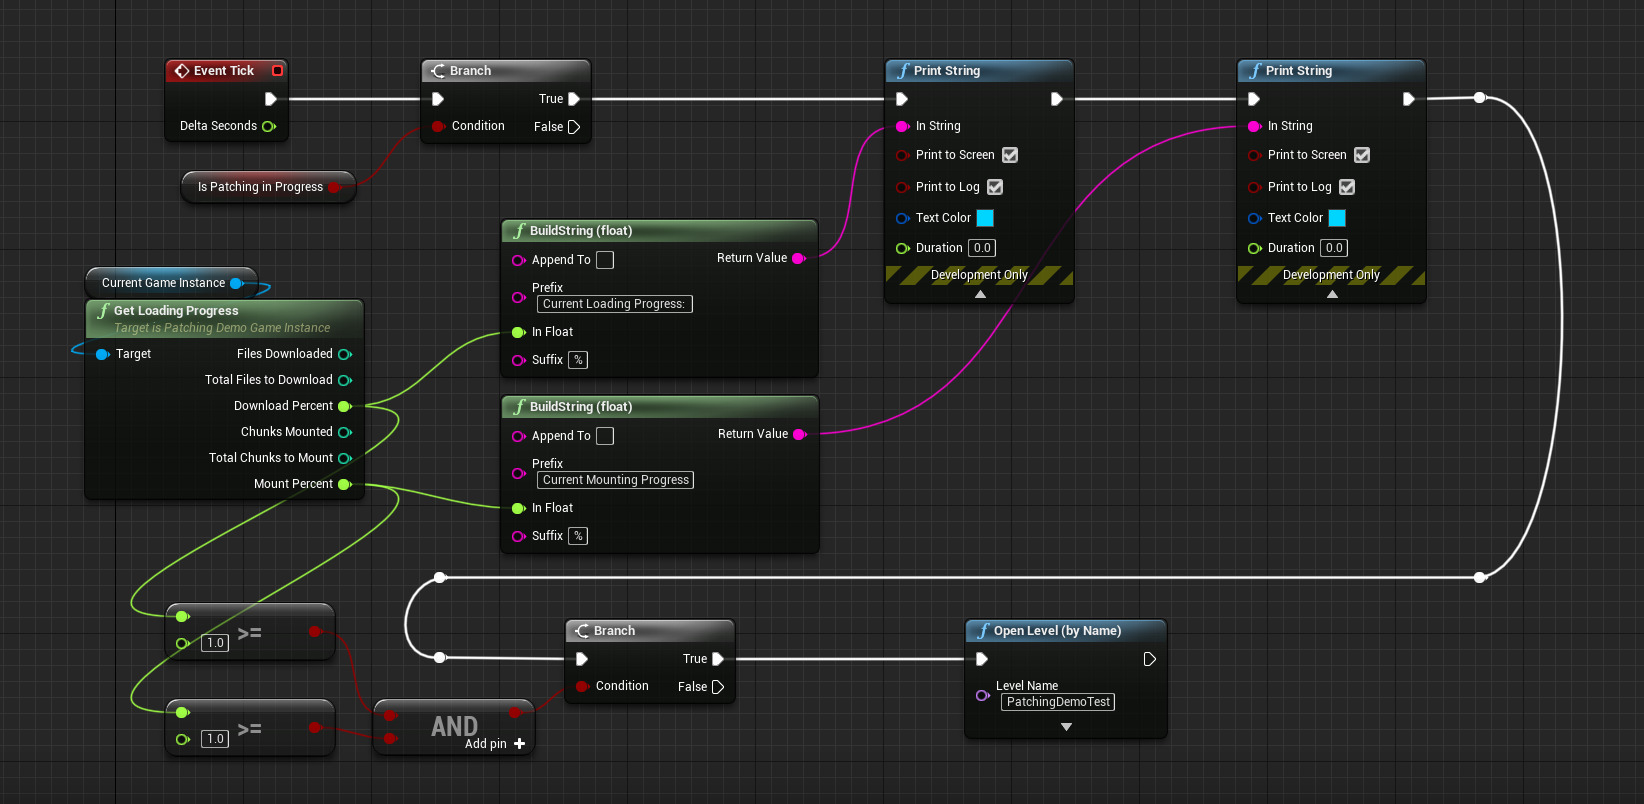 Event Tick
Delta Seconds
Branch
True
Condition
False
Is Patching in Progress
Print String
In String
Print to Screen
Print to Log
Text Color
Duration 0.0
Development Only
Print String
In String
Print to Screen
Print to Log
Text Color
Duration 0.0
Development Only
BuildString (float)
Append To
Return Value
Prefix
Current Loading Progress:
In Float
Suffix %
Current Game Instance
Get Loading Progress
Target is Patching Demo Game Instance
Target
Files Downloaded
Total Files to Download
Download Percent
Chunks Mounted
Total Chunks to Mount
Mount Percent
BuildString (float)
Append To
Return Value
Prefix
Current Mounting Progress
In Float
Suffix %
>=
1.0
>=
1.0
AND
Add pin
Branch
True
Condition
False
Open Level (by Name)
Level Name
PatchingDemoTest